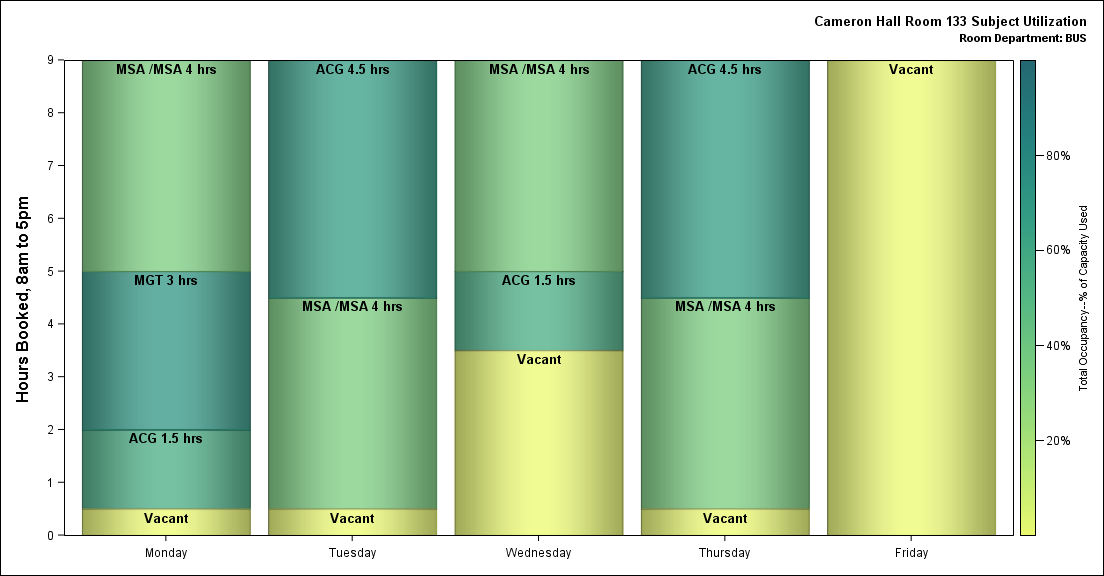 Cameron Hall Room 133 Subject Utilization
Room Department: BUS
Hours Booked, 8am to 5pm
9
8
7
6
5
4
3
2
1
0
MSA /MSA 4 hrs
MGT 3 hrs
ACG 1.5 hrs
Vacant
ACG 4.5 hrs
MSA /MSA 4 hrs
Vacant
MSA /MSA 4 hrs
ACG 1.5 hrs
Vacant
ACG 4.5 hrs
MSA /MSA 4 hrs
Vacant
Vacant
Monday
Tuesday
Wednesday
Thursday
Friday
80%
60%
40%
20%
Total Occupancy--% of Capacity Used